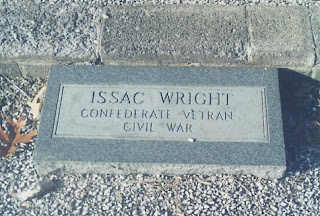 ISSAC WRIGHT
CONFEDERATE VETRAN
CIVIL WAR